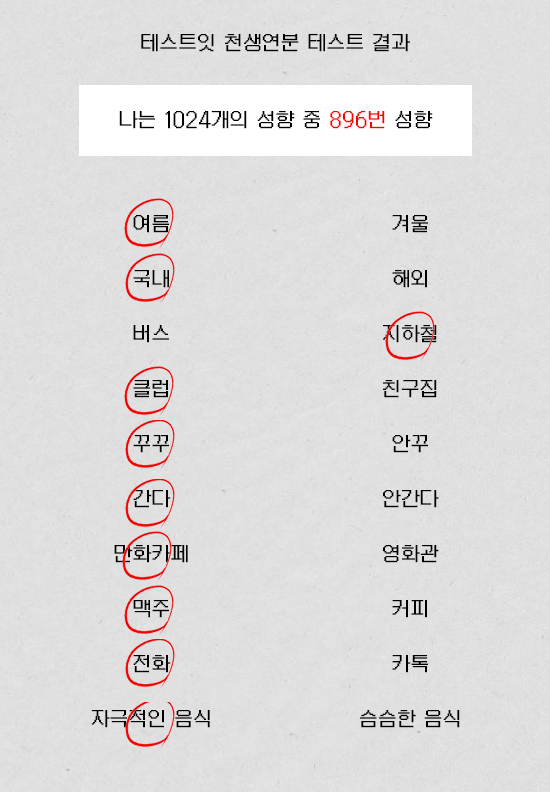 테스트잇 천생연분 테스트 결과
나는 1024개의 성향 중 896번 성향
여름 겨울
국내 해외
버스 지하철
클럽 친구집
꾸꾸 안꾸
간다 안간다
만화카페 영화관
맥주 커피
전화 카톡
자극적인 음식 슴슴한 음식